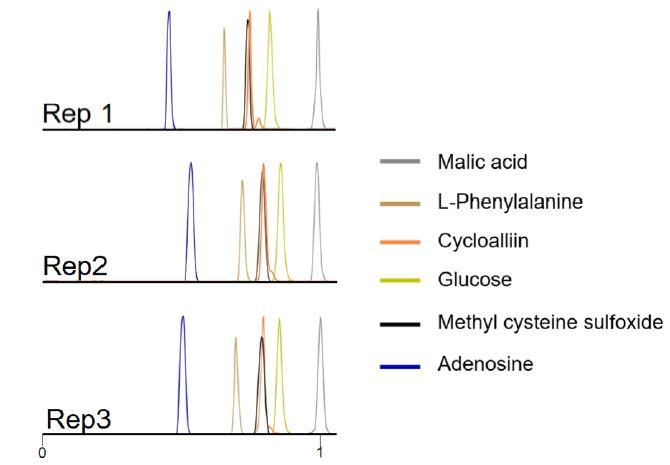 Rep 1
Rep2
Rep3
0 1
Malic acid
L-Phenylalanine
Cycloalliin
Glucose
Methyl cysteine sulfoxide
Adenosine